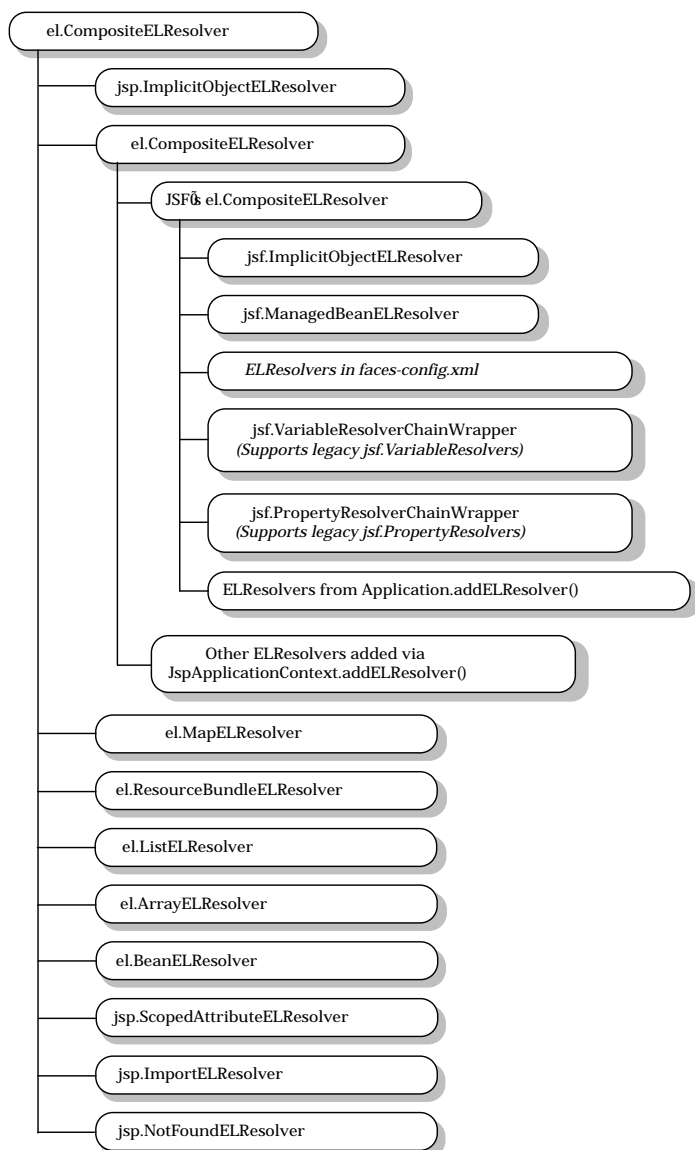 el.CompositeELResolver
jsp.ImplicitObjectELResolver
el.CompositeELResolver
el.CompositeELResolver
jsf.ImplicitObjectELResolver
jsf.ManagedBeanELResolver
ELResolvers in faces-config.xml
jsf.VariableResolverChainWrapper
(Supports legacy jsf.VariableResolvers)
jsf.PropertyResolverChainWrapper
(Supports legacy jsf.PropertyResolvers)
ELResolvers from Application.addELResolver()
Other ELResolvers added via
JspApplicationContext.addELResolver()
el.MapELResolver
el.ResourceBundleELResolver
el.ListELResolver
el.ArrayELResolver
el.BeanELResolver
jsp.ScopedAttributeELResolver
jsp.ImportELResolver
jsp.NotFoundELResolver